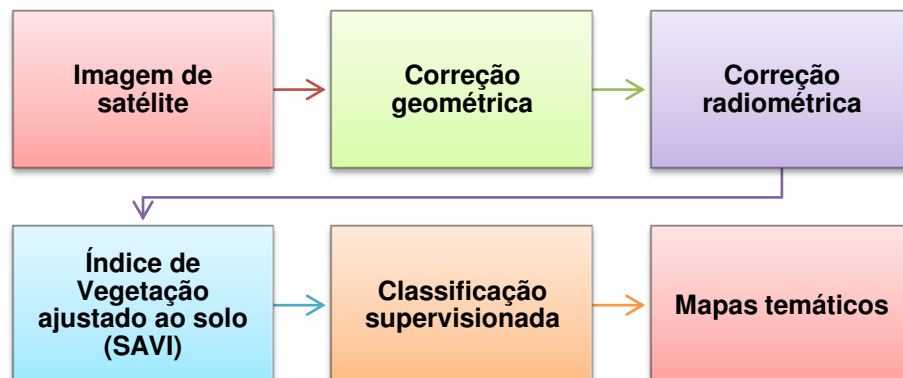 Imagem de
satélite
Correção
geométrica
Correção
radiométrica
Índice de
Vegetação
ajustado ao solo
(SAVI)
Classificação
supervisionada
Mapas temáticos